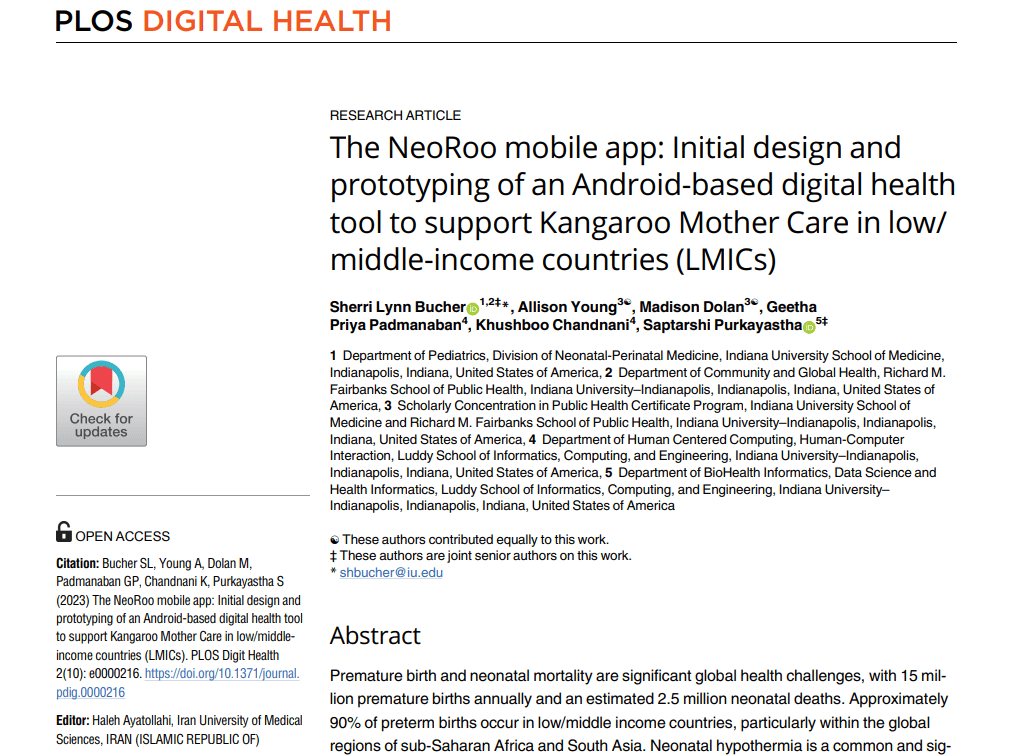 PLOS DIGITAL HEALTH
RESEARCH ARTICLE
The NeoRoo mobile app: Initial design and
prototyping of an Android-based digital health
tool to support Kangaroo Mother Care in low/
middle-income countries (LMICs)
Sherri Lynn Bucher iD 1,2‡*, Allison Young3☯, Madison Dolan3☯, Geetha
Priya Padmanaban4, Khushboo Chandnani4, Saptarshi Purkayastha iD 5‡
1 Department of Pediatrics, Division of Neonatal-Perinatal Medicine, Indiana University School of Medicine,
Indianapolis, Indiana, United States of America, 2 Department of Community and Global Health, Richard M.
Fairbanks School of Public Health, Indiana University–Indianapolis, Indianapolis, Indiana, United States of
America, 3 Scholarly Concentration in Public Health Certificate Program, Indiana University School of
Medicine and Richard M. Fairbanks School of Public Health, Indiana University–Indianapolis, Indianapolis,
Indiana, United States of America, 4 Department of Human Centered Computing, Human-Computer
Interaction, Luddy School of Informatics, Computing, and Engineering, Indiana University–Indianapolis,
Indianapolis, Indiana, United States of America, 5 Department of BioHealth Informatics, Data Science and
Health Informatics, Luddy School of Informatics, Computing, and Engineering, Indiana University–
Indianapolis, Indianapolis, Indiana, United States of America
☯ These authors contributed equally to this work.
‡ These authors are joint senior authors on this work.
* shbucher@iu.edu
Abstract
Premature birth and neonatal mortality are significant global health challenges, with 15 mil-
lion premature births annually and an estimated 2.5 million neonatal deaths. Approximately
90% of preterm births occur in low/middle income countries, particularly within the global
regions of sub-Saharan Africa and South Asia. Neonatal hypothermia is a common and sig-
Check for
updates
OPEN ACCESS
Citation: Bucher SL, Young A, Dolan M,
Padmanaban GP, Chandnani K, Purkayastha S
(2023) The NeoRoo mobile app: Initial design and
prototyping of an Android-based digital health tool
to support Kangaroo Mother Care in low/middle-
income countries (LMICs). PLOS Digit Health
2(10): e0000216. https://doi.org/10.1371/journal.
pdig.0000216
Editor: Haleh Ayatollahi, Iran University of Medical
Sciences, IRAN (ISLAMIC REPUBLIC OF)